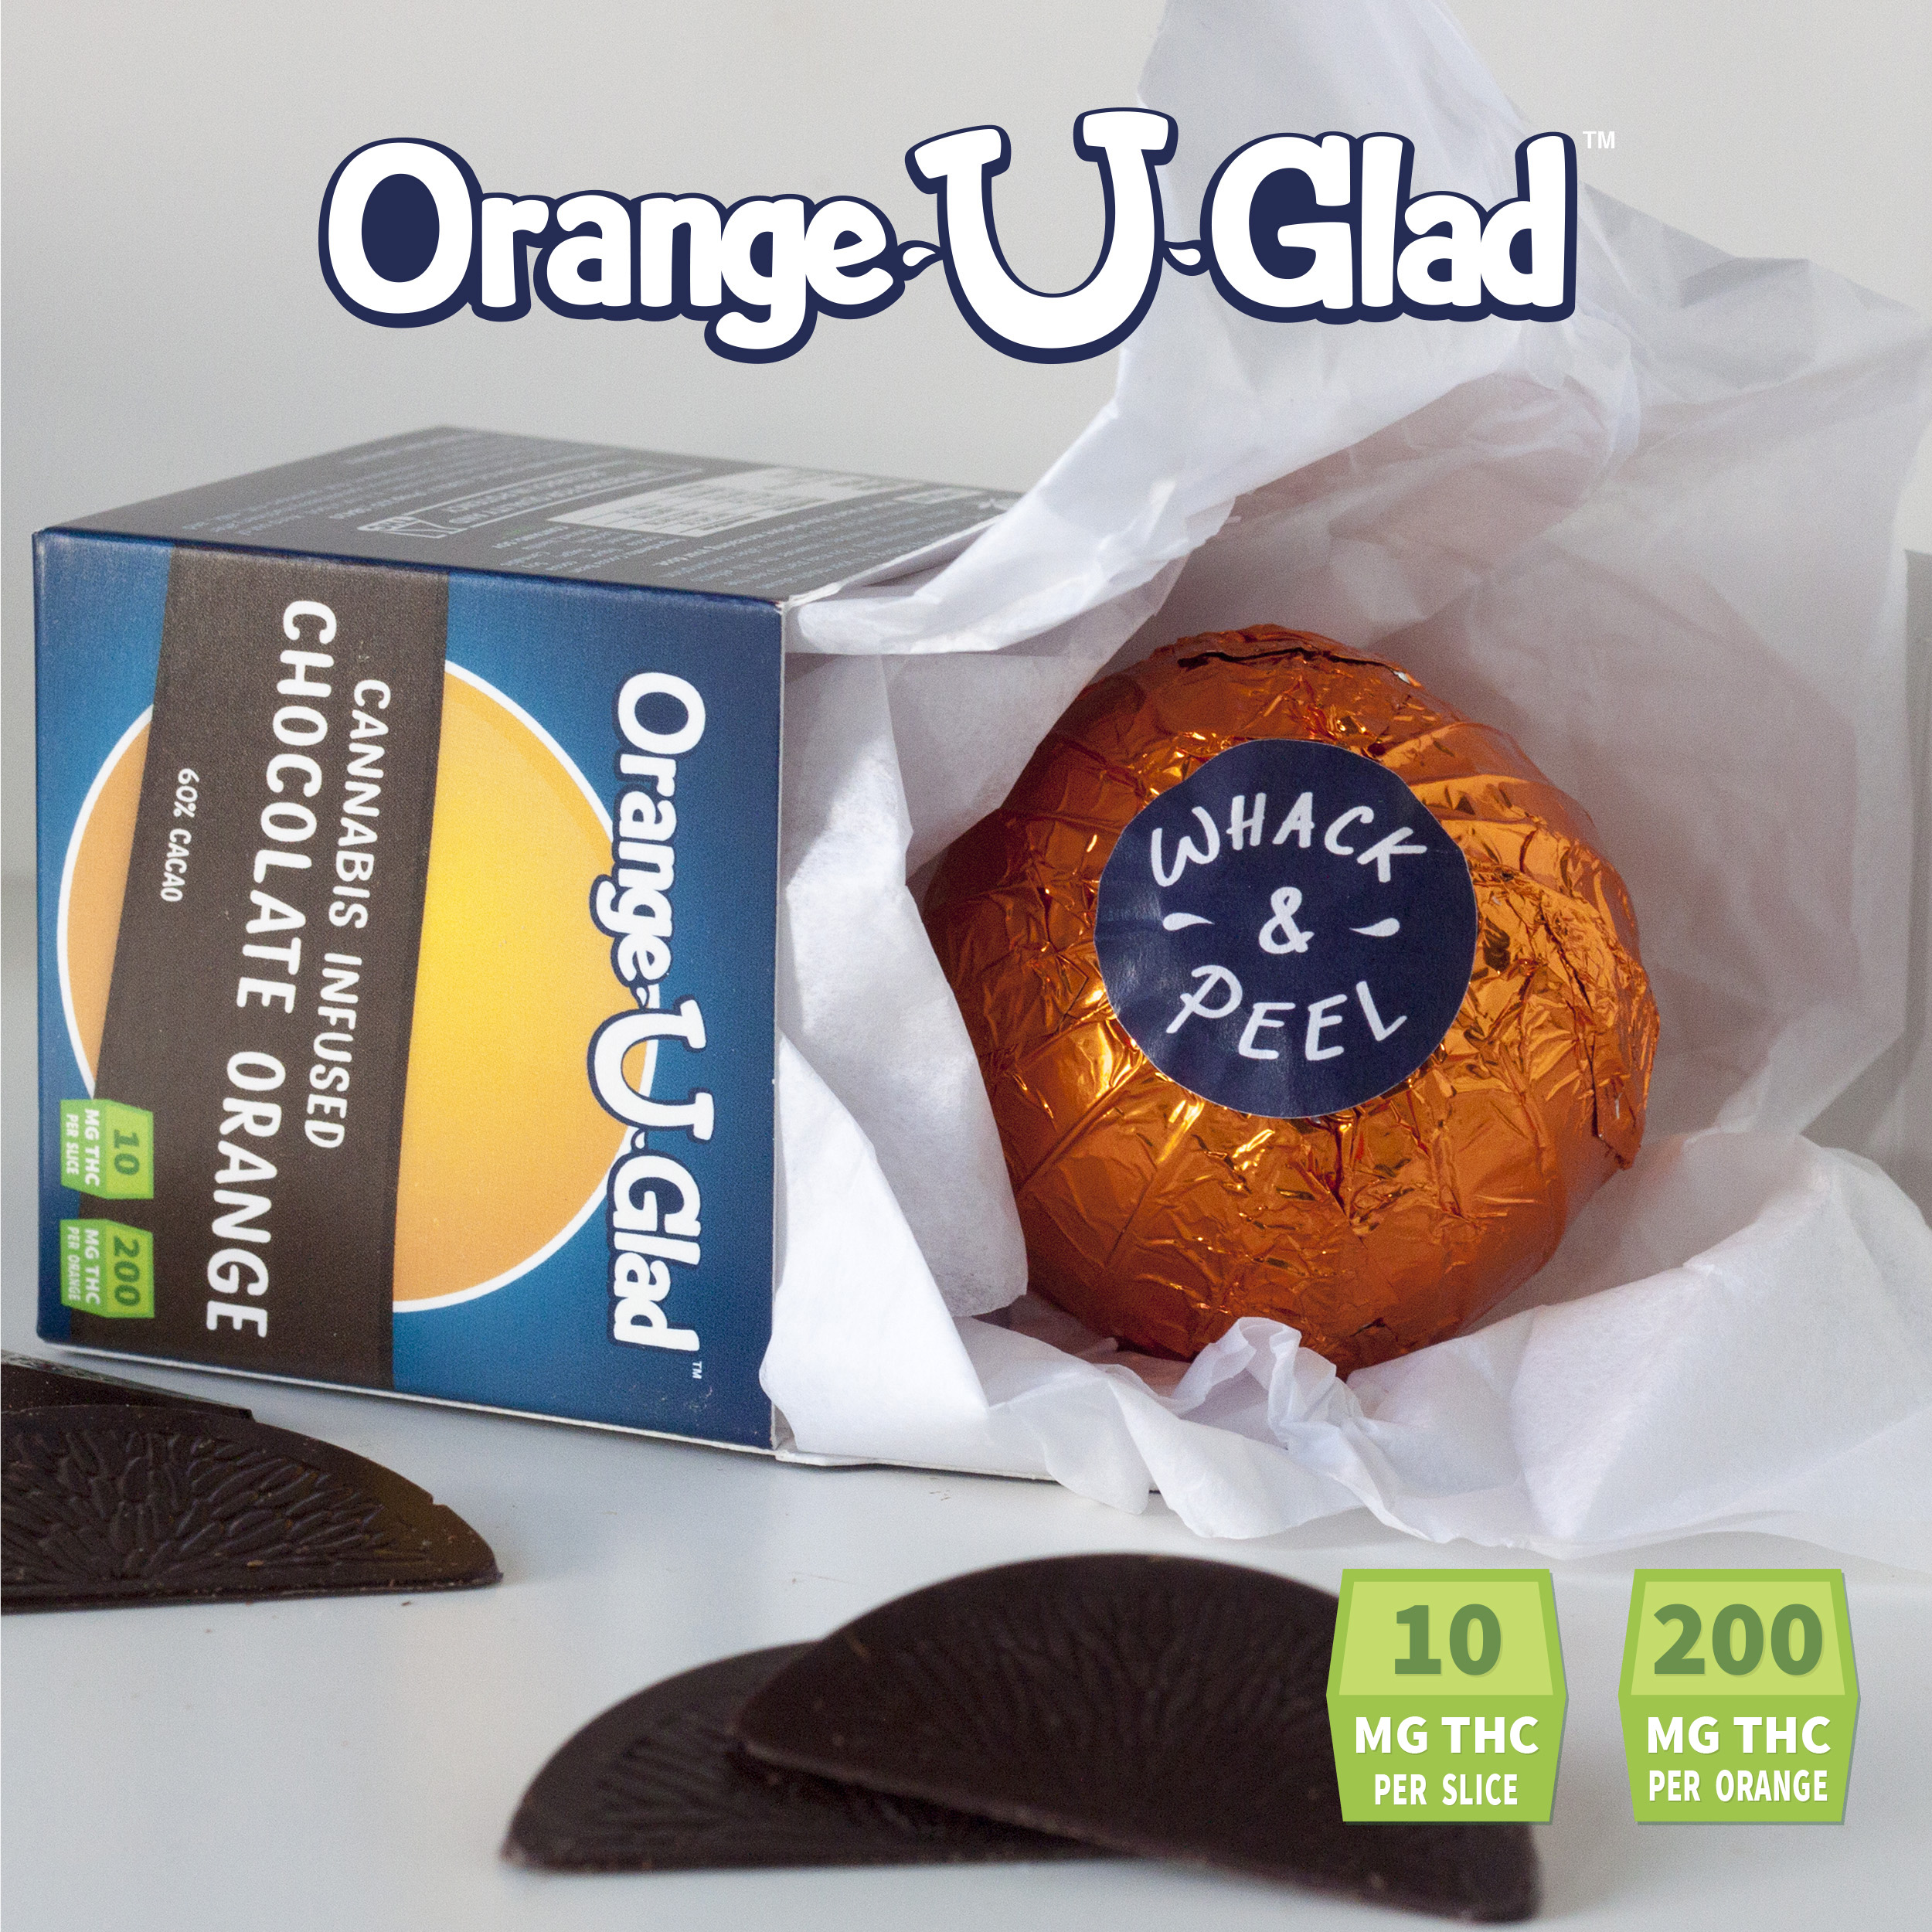 Orange-U-Glad™
Orange-U-Glad™
CANNABIS INFUSED
CHOCOLATE ORANGE
60% CACAO
10
MG THC
PER SLICE
200
MG THC
PER ORANGE
WHACK
&
PEEL
10
MG THC
PER SLICE
200
MG THC
PER ORANGE